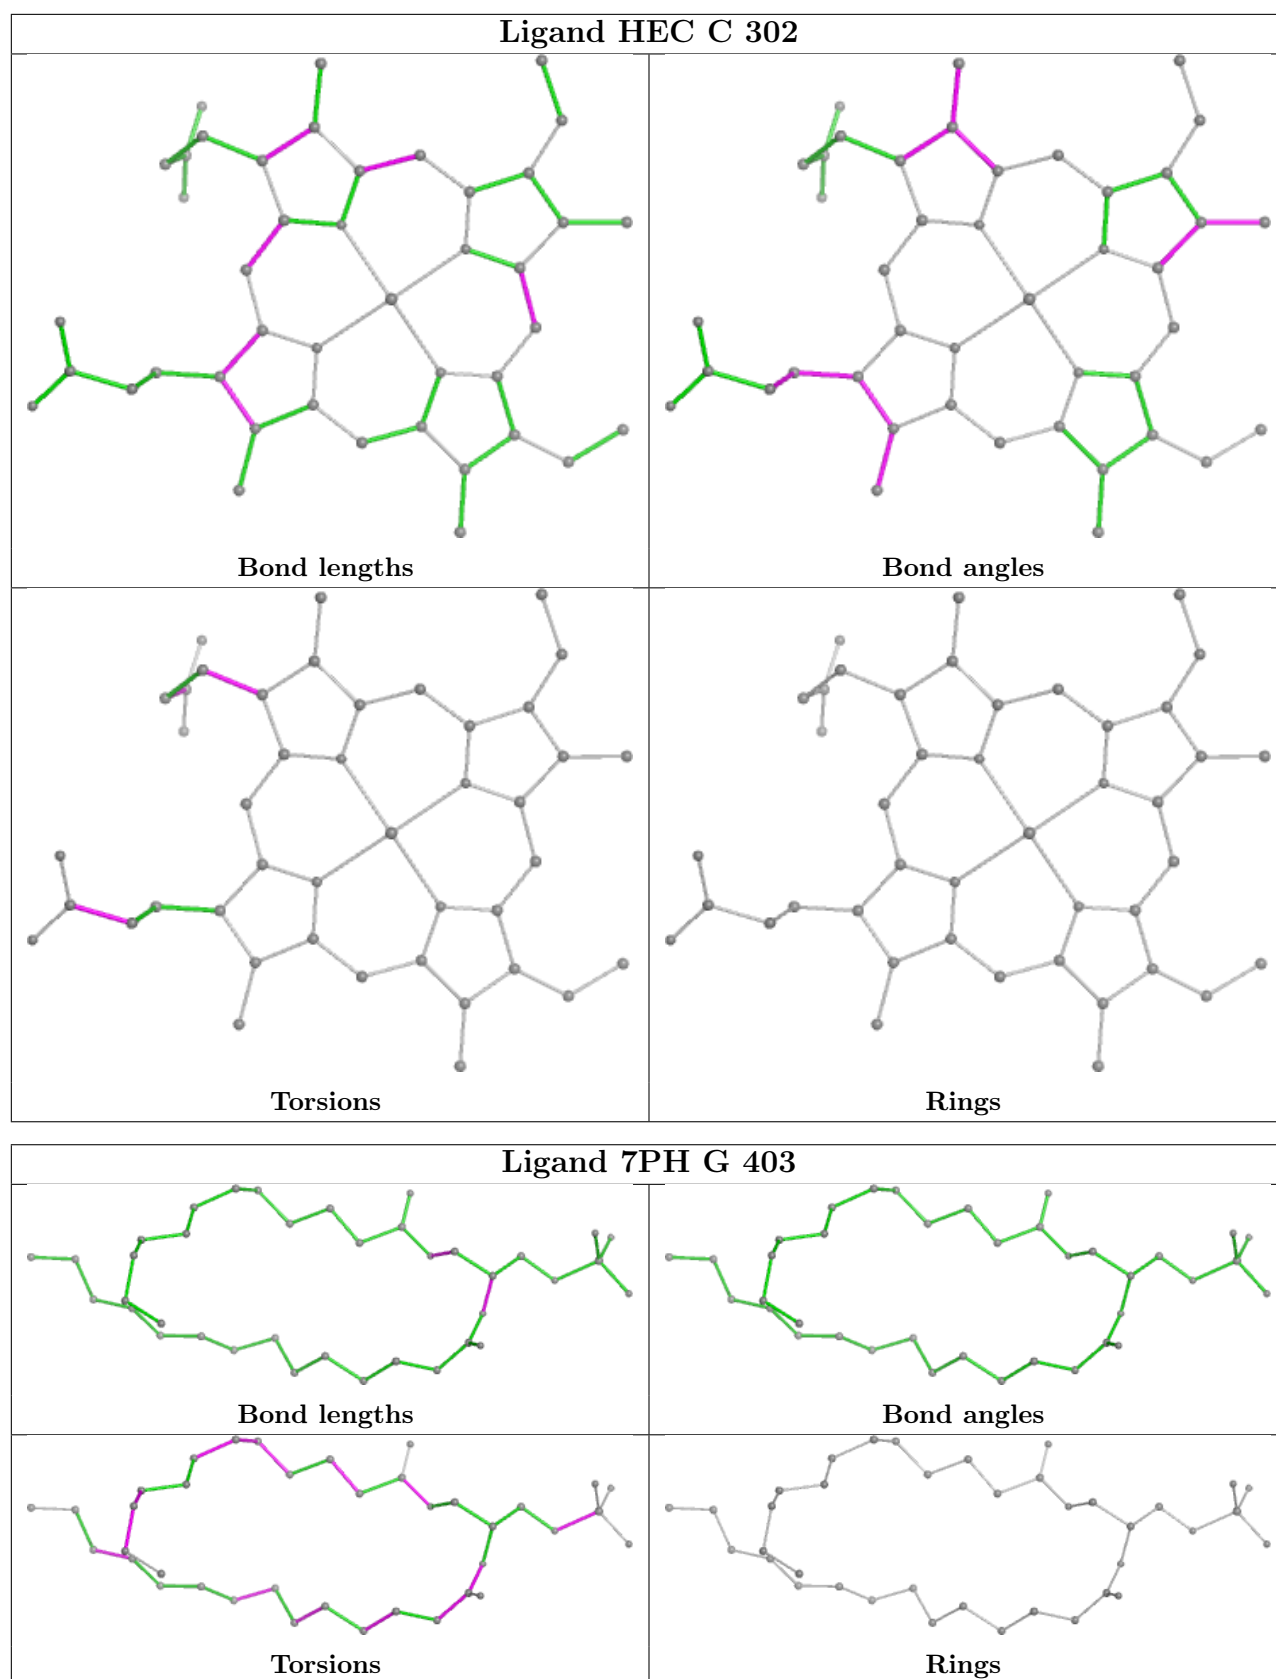 Ligand HEC C 302
Bond lengths
Bond angles
Torsions
Rings
Ligand 7PH G 403
Bond lengths
Bond angles
Torsions
Rings